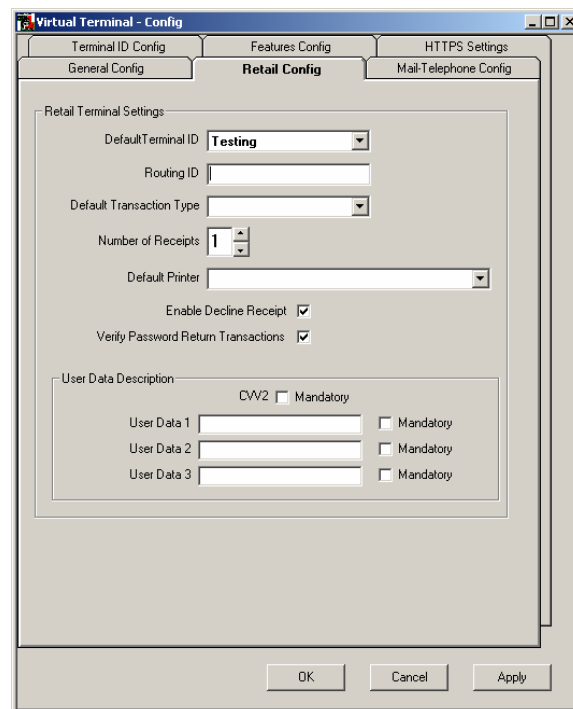 Virtual Terminal - Config
Terminal ID Config
Features Config
HTTPS Settings
General Config
Retail Config
Mail-Telephone Config
Retail Terminal Settings
DefaultTerminal ID Testing
Routing ID
Default Transaction Type
Number of Receipts 1
Default Printer
Enable Decline Receipt
Verify Password Return Transactions
User Data Description
CVV2 Mandatory
User Data 1 Mandatory
User Data 2 Mandatory
User Data 3 Mandatory
OK Cancel Apply